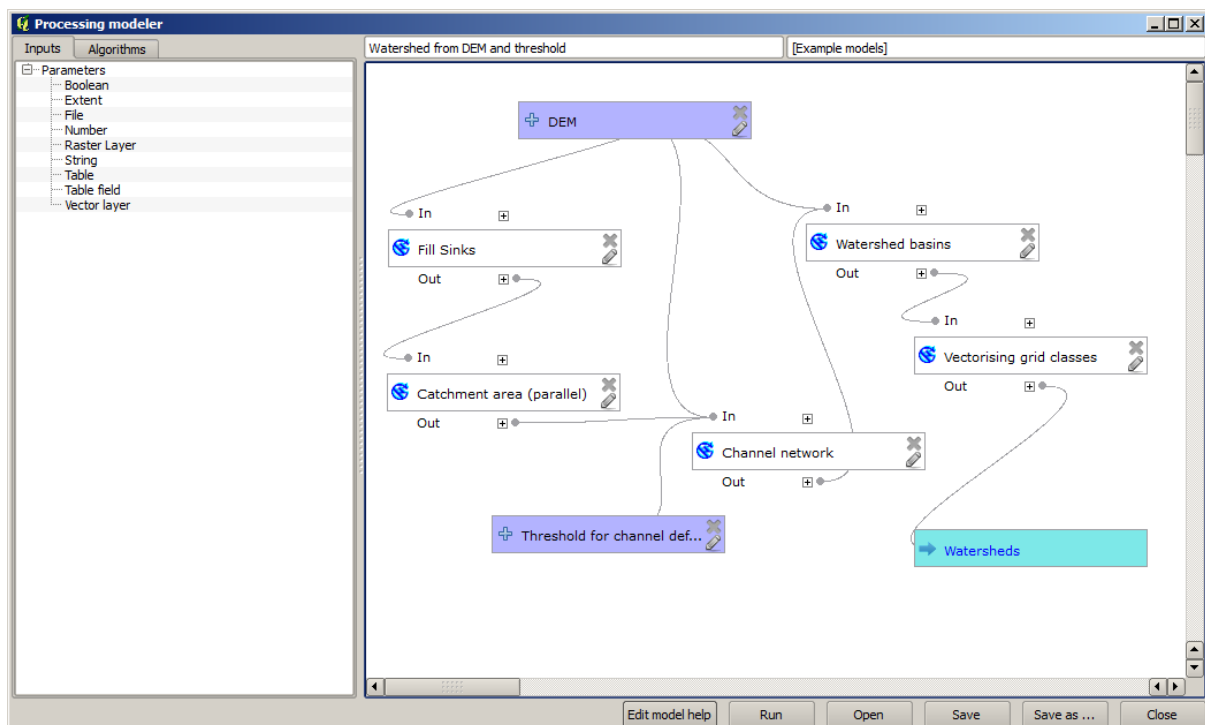 Processing modeler
Inputs
Algorithms
Parameters
Boolean
Extent
File
Number
Raster Layer
String
Table
Table field
Vector layer
Watershed from DEM and threshold
[Example models]
DEM
In
Fill Sinks
Out
In
Watershed basins
Out
In
Vectorising grid classes
Out
In
Catchment area (parallel)
Out
In
Channel network
Out
Threshold for channel def...
Watersheds
Edit model help
Run
Open
Save
Save as ...
Close